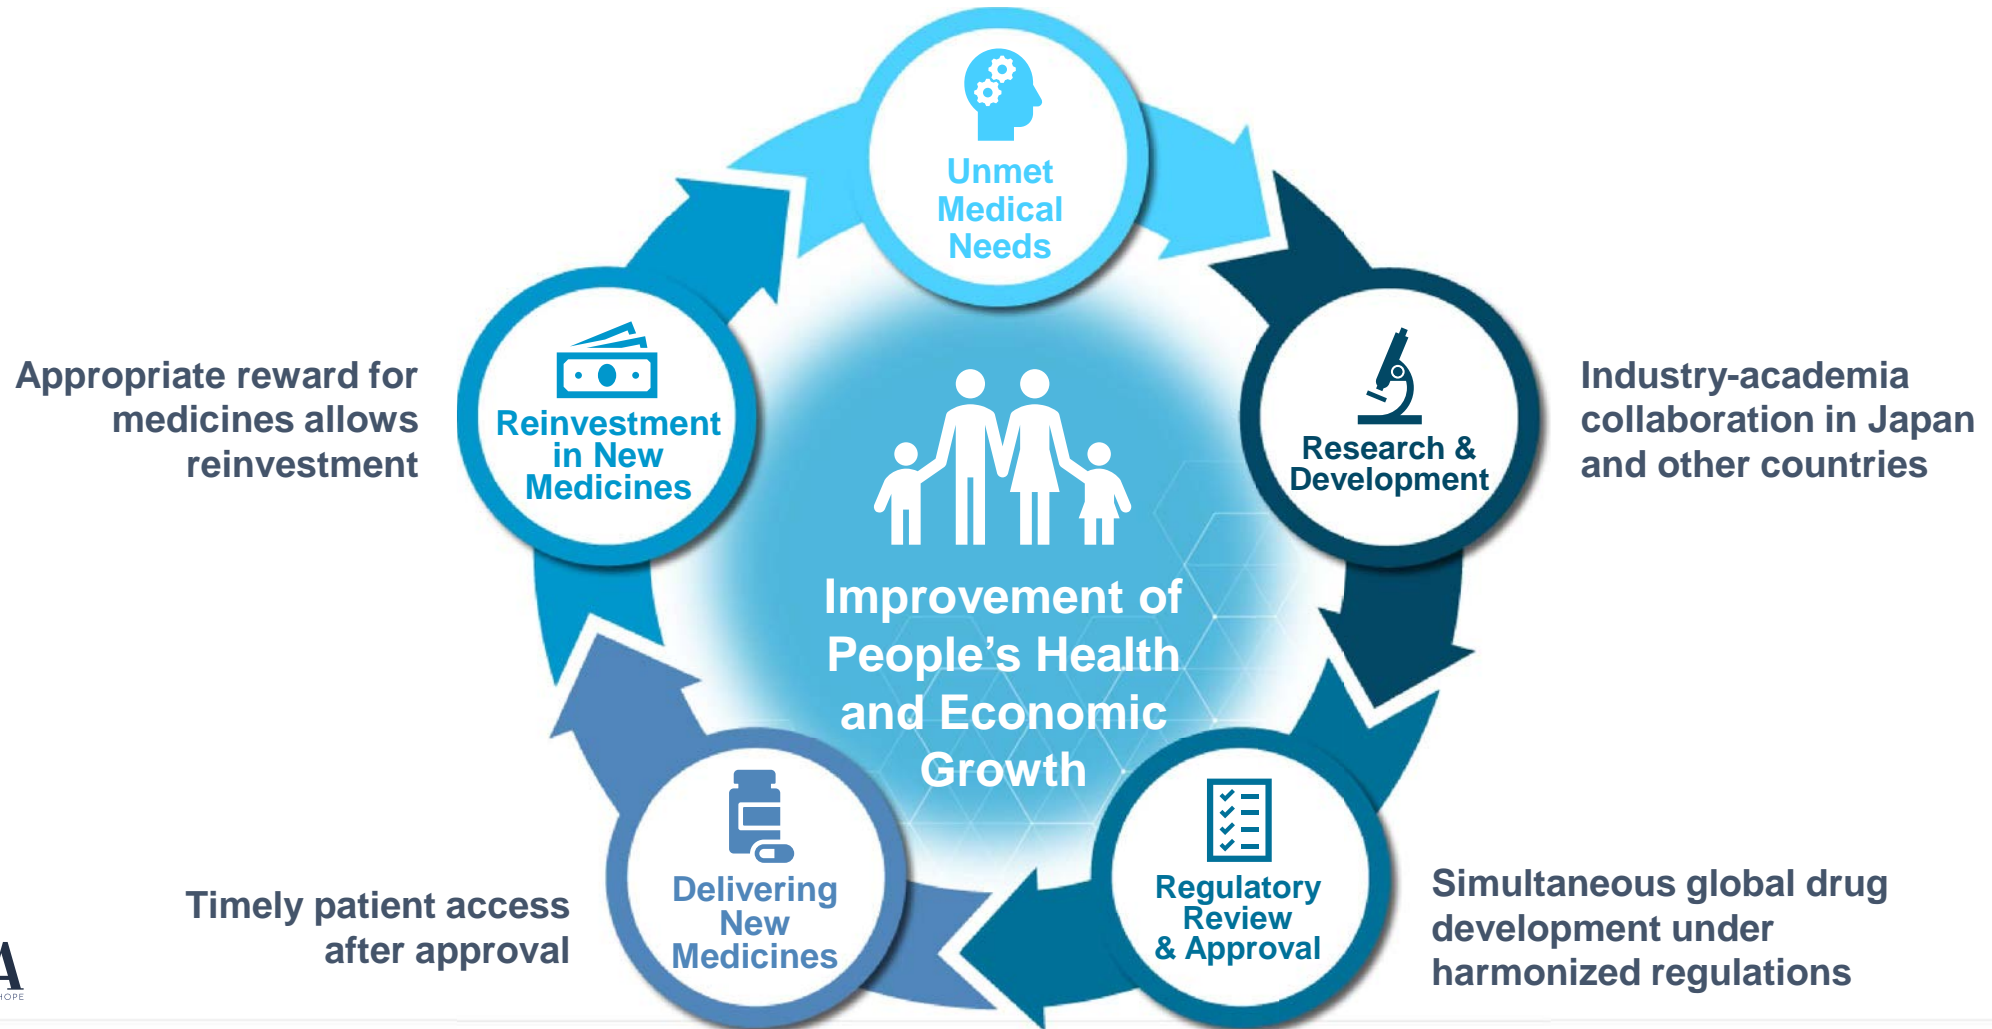 Unmet
Medical
Needs
Appropriate reward for
medicines allows
reinvestment
Reinvestment
in New
Medicines
Research &
Development
Industry-academia
collaboration in Japan
and other countries
Improvement of
People’s Health
and Economic
Growth
Timely patient access
after approval
Delivering
New
Medicines
Regulatory
Review
& Approval
Simultaneous global drug
development under
harmonized regulations
A
HOPE